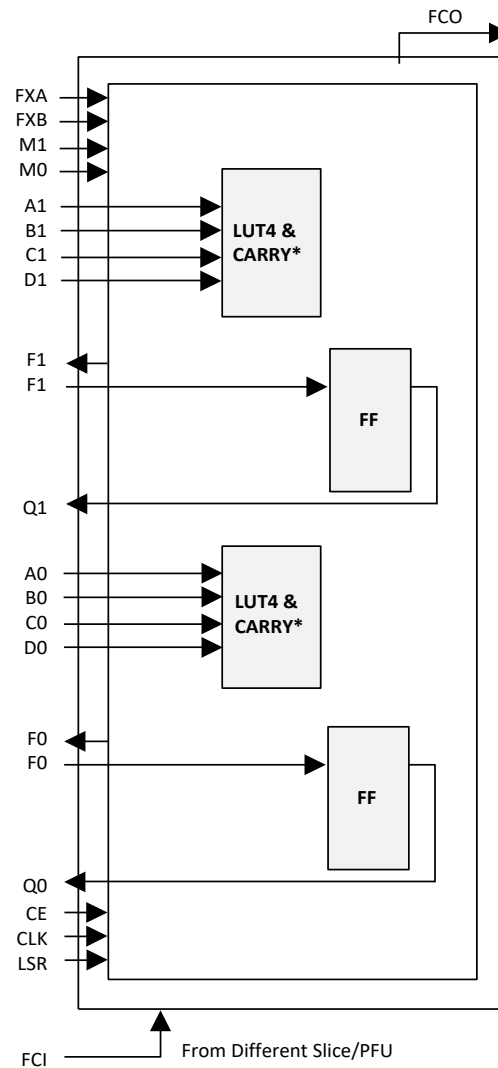 FCO
FXA
FXB
M1
M0
A1
B1
C1
D1
LUT4 &
CARRY*
F1
F1
FF
Q1
A0
B0
C0
D0
LUT4 &
CARRY*
F0
F0
FF
Q0
CE
CLK
LSR
FCI
From Different Slice/PFU